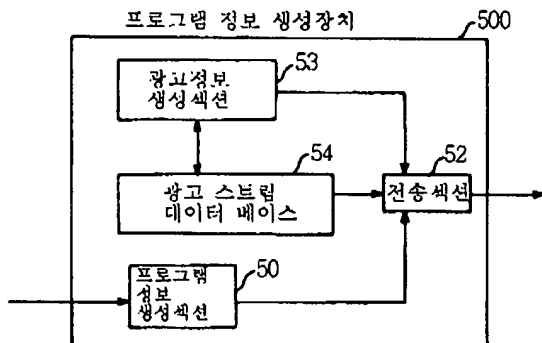 프로그램 정보 생성장치
500
53
광고정보
생성섹션
54
광고 스트림
데이터 베이스
52
전송섹션
50
프로그램
정보
생성섹션